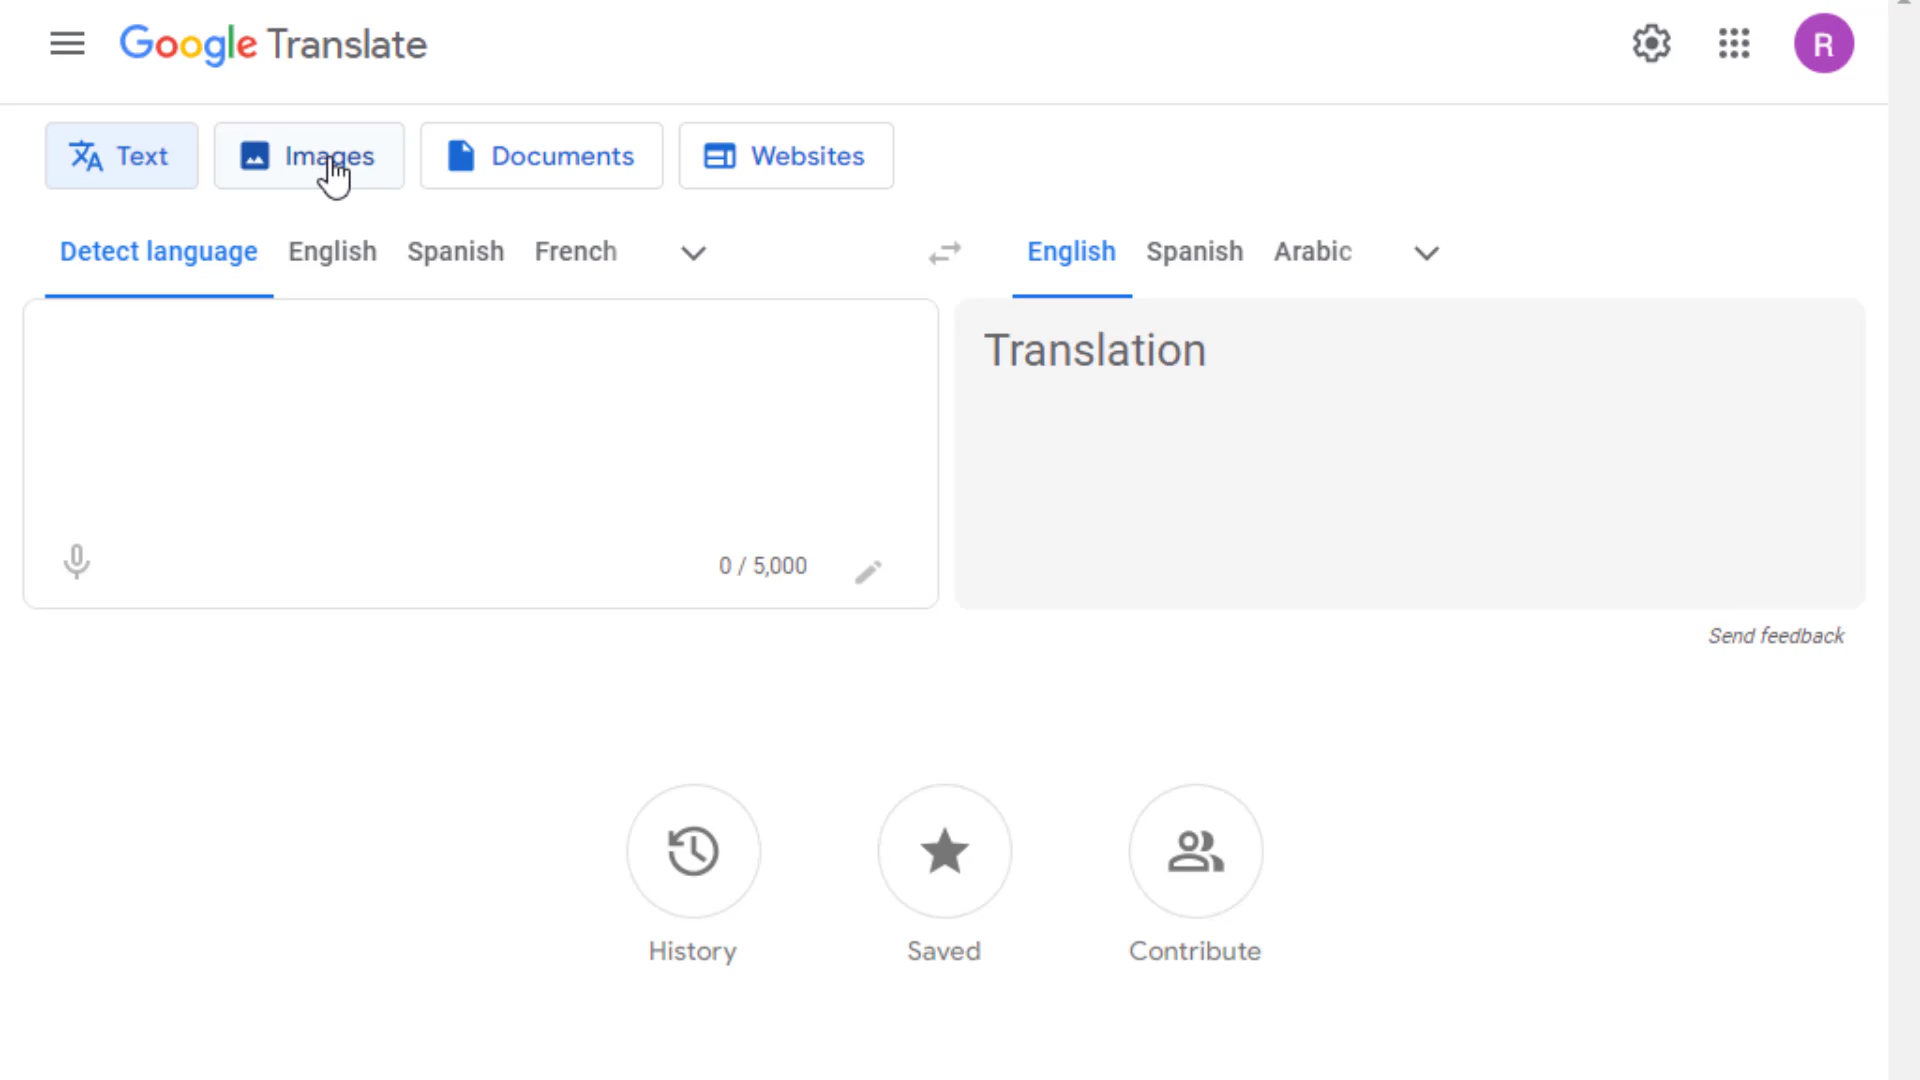 Google Translate
R
Text
Images
Documents
Websites
Detect language English Spanish French
English Spanish Arabic
Translation
0 / 5,000
Send feedback
History
Saved
Contribute